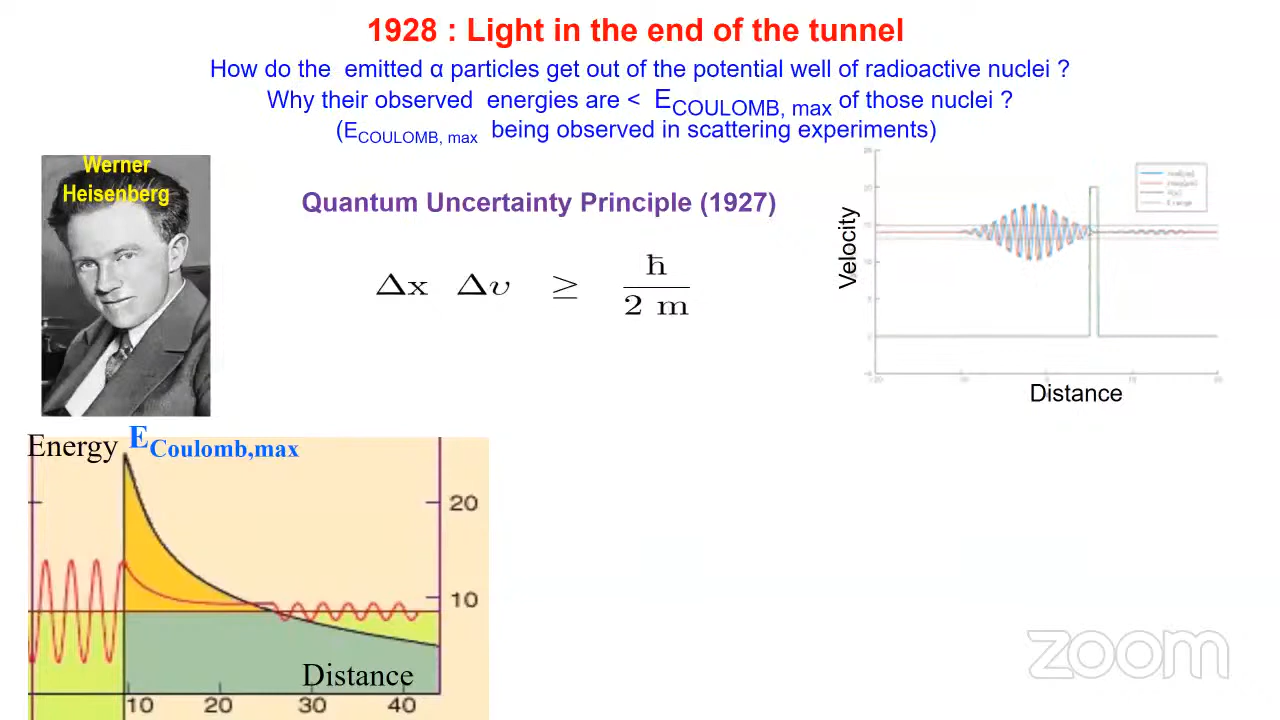 1928 : Light in the end of the tunnel
How do the emitted α particles get out of the potential well of radioactive nuclei ?
Why their observed energies are < E_COULOMB, max of those nuclei ?
(E_COULOMB, max being observed in scattering experiments)
Werner
Heisenberg
Quantum Uncertainty Principle (1927)
Δx Δυ ≥ ħ / 2 m
Velocity
Distance
Energy
E_Coulomb,max
20
10
Distance
10 20 30 40
zoom